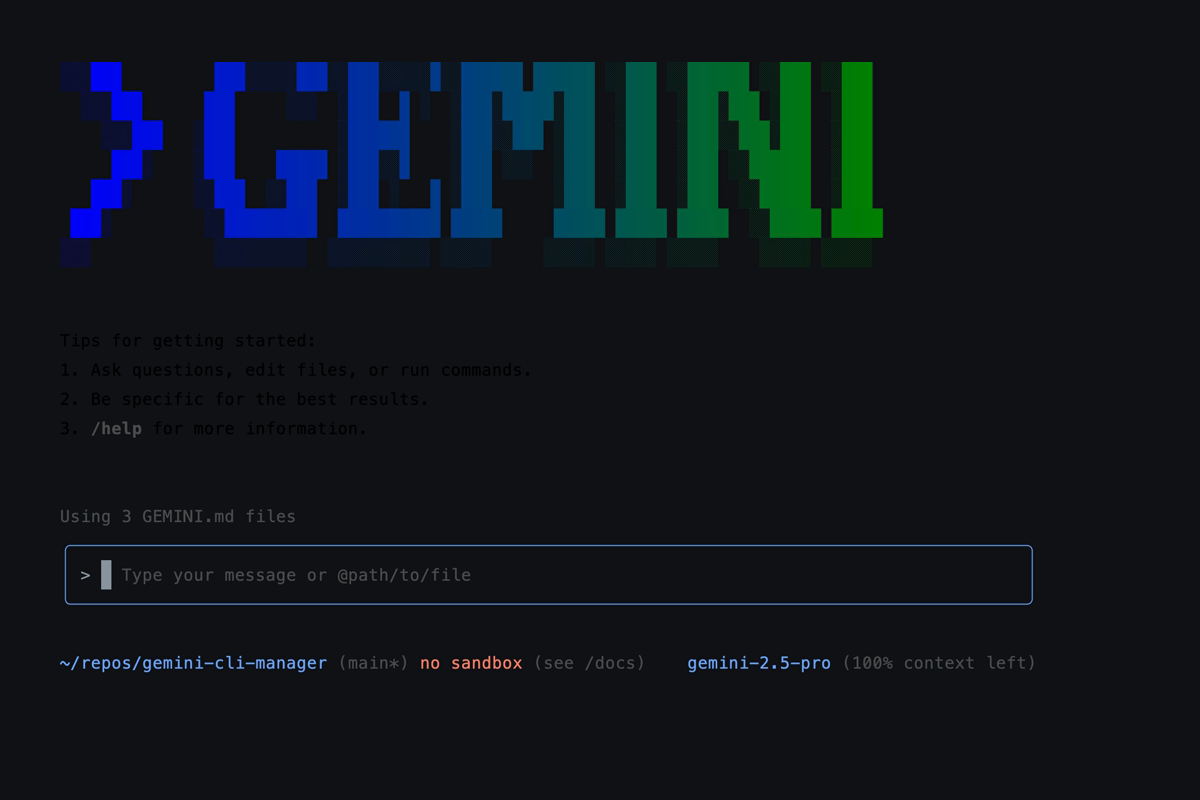 > GEMINI
Tips for getting started:
1. Ask questions, edit files, or run commands.
2. Be specific for the best results.
3. /help for more information.
Using 3 GEMINI.md files
> Type your message or @path/to/file
~/repos/gemini-cli-manager (main*) no sandbox (see /docs) gemini-2.5-pro (100% context left)